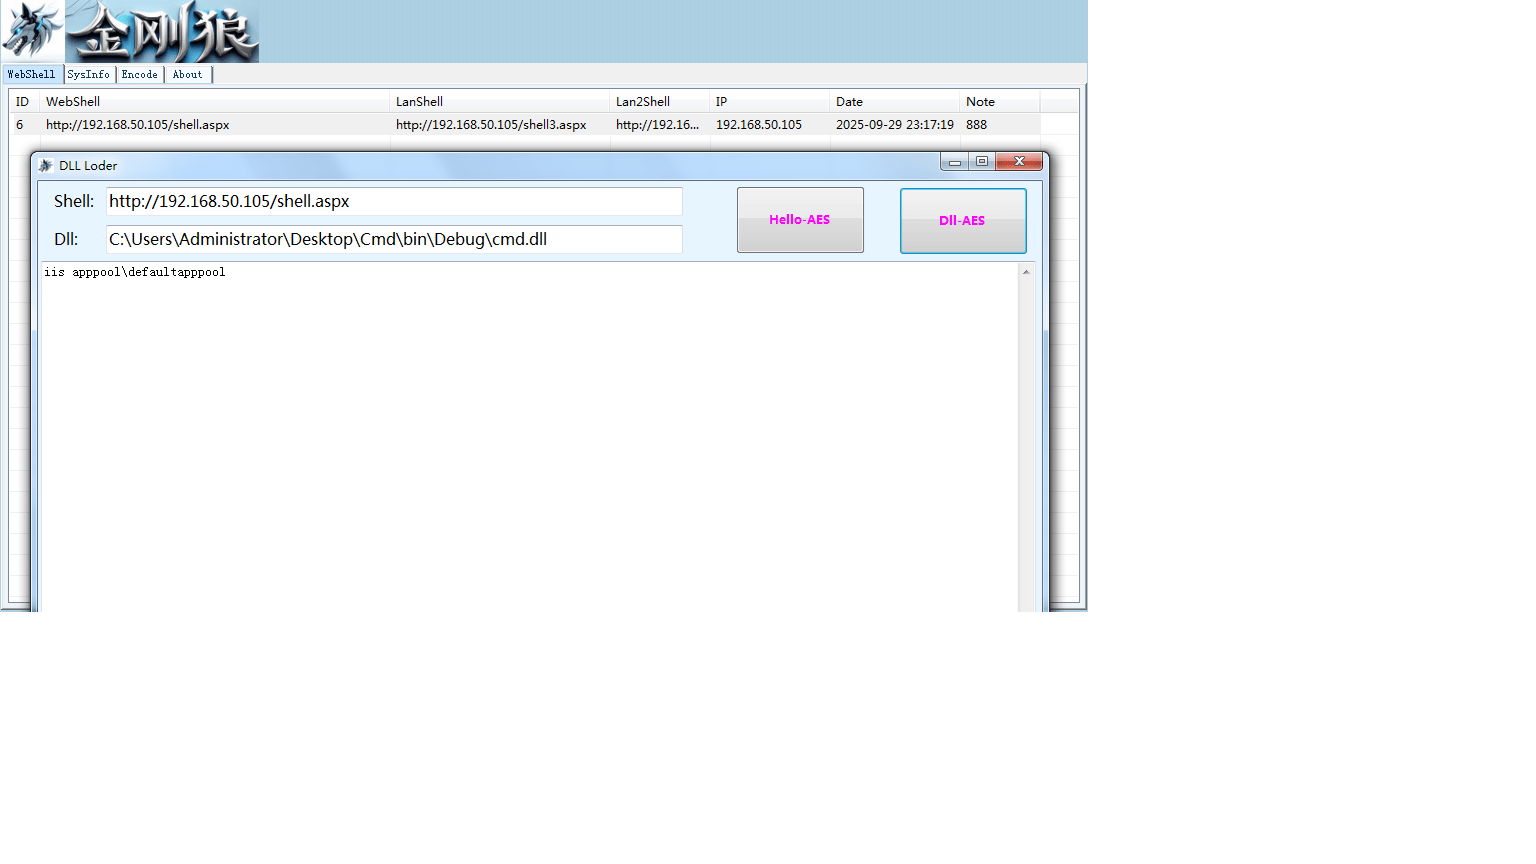 金刚狼
WebShell SysInfo Encode About
ID WebShell LanShell Lan2Shell IP Date Note
6 http://192.168.50.105/shell.aspx http://192.168.50.105/shell3.aspx http://192.16... 192.168.50.105 2025-09-29 23:17:19 888
DLL Loder
Shell: http://192.168.50.105/shell.aspx Hello-AES Dll-AES
Dll: C:\Users\Administrator\Desktop\Cmd\bin\Debug\cmd.dll
iis apppool\defaultapppool